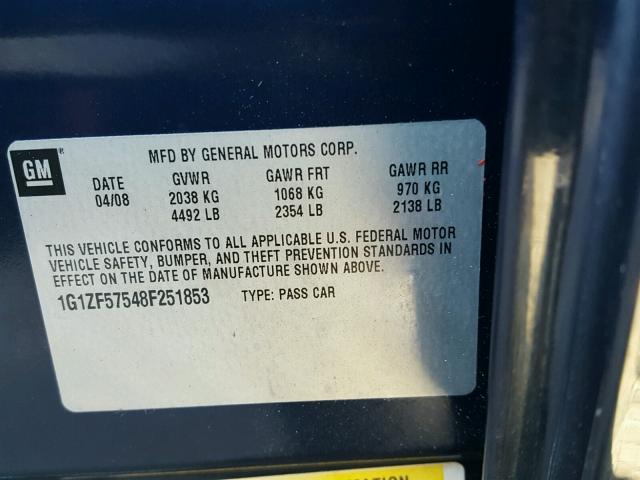 GM®
MFD BY GENERAL MOTORS CORP.
DATE GVWR GAWR FRT GAWR RR
04/08 2038 KG 1068 KG 970 KG
4492 LB 2354 LB 2138 LB
THIS VEHICLE CONFORMS TO ALL APPLICABLE U.S. FEDERAL MOTOR
VEHICLE SAFETY, BUMPER, AND THEFT PREVENTION STANDARDS IN
EFFECT ON THE DATE OF MANUFACTURE SHOWN ABOVE.
1G1ZF57548F251853 TYPE: PASS CAR